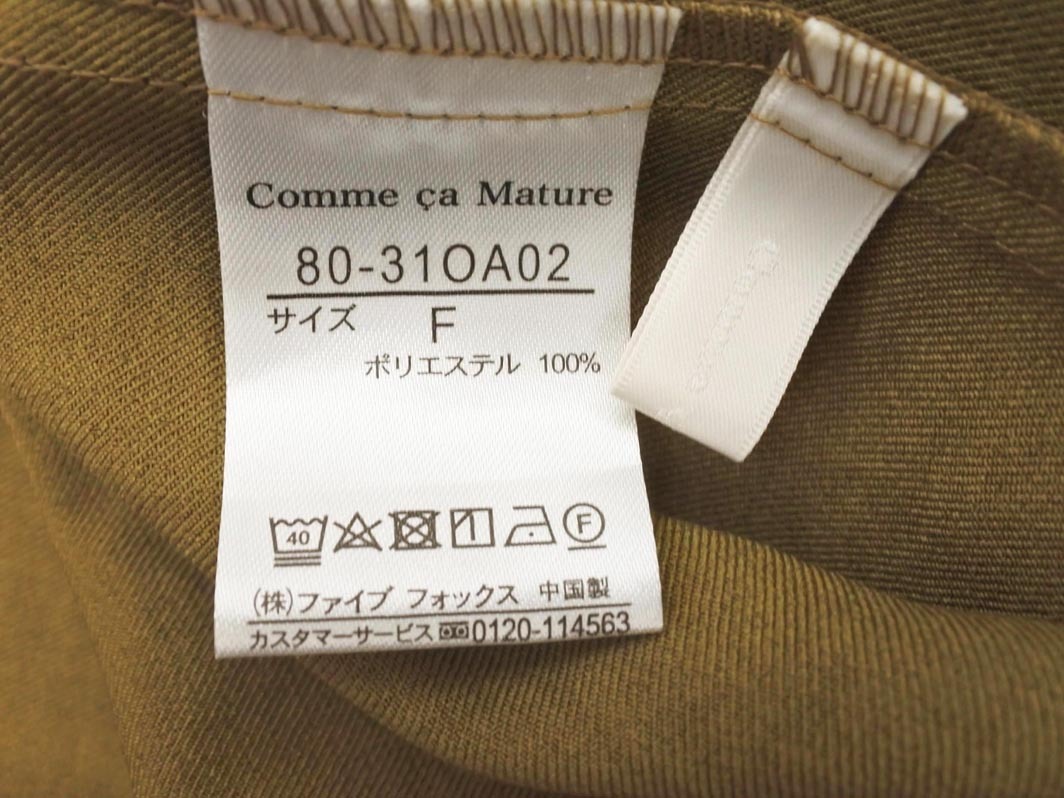 Comme ça Mature
80-31OA02
サイズ F
ポリエステル 100%
40
F
(株)ファイブ フォックス 中国製
カスタマーサービス 0120-114563